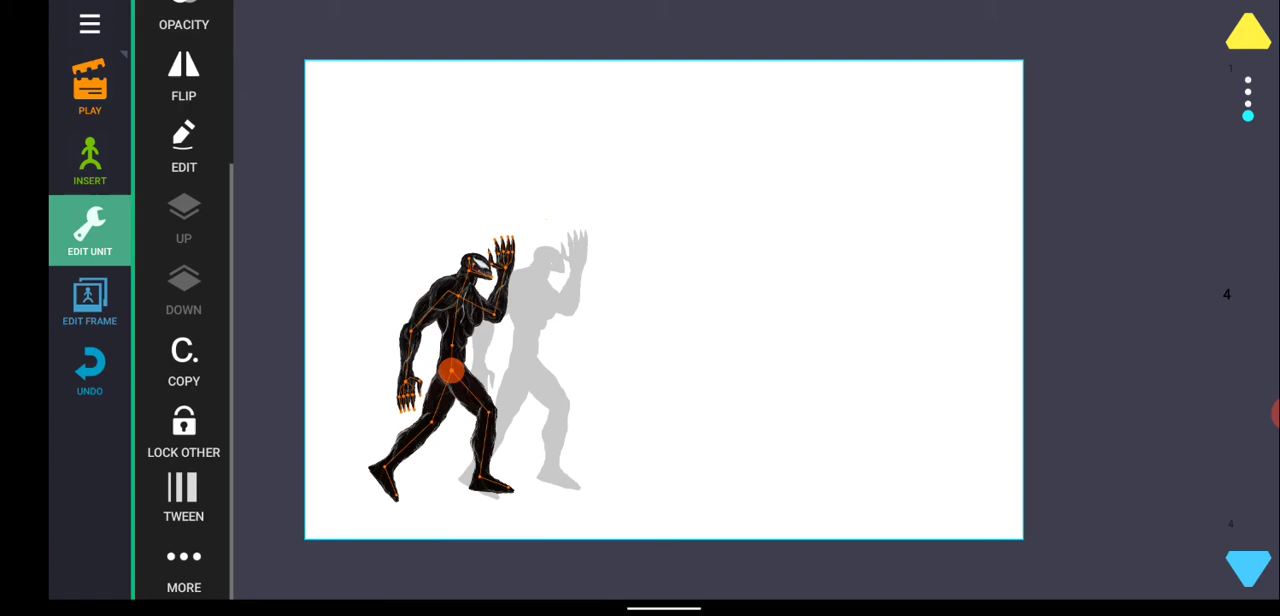 PLAY
INSERT
EDIT UNIT
EDIT FRAME
UNDO
OPACITY
FLIP
EDIT
UP
DOWN
C.
COPY
LOCK OTHER
TWEEN
MORE
1
4
4